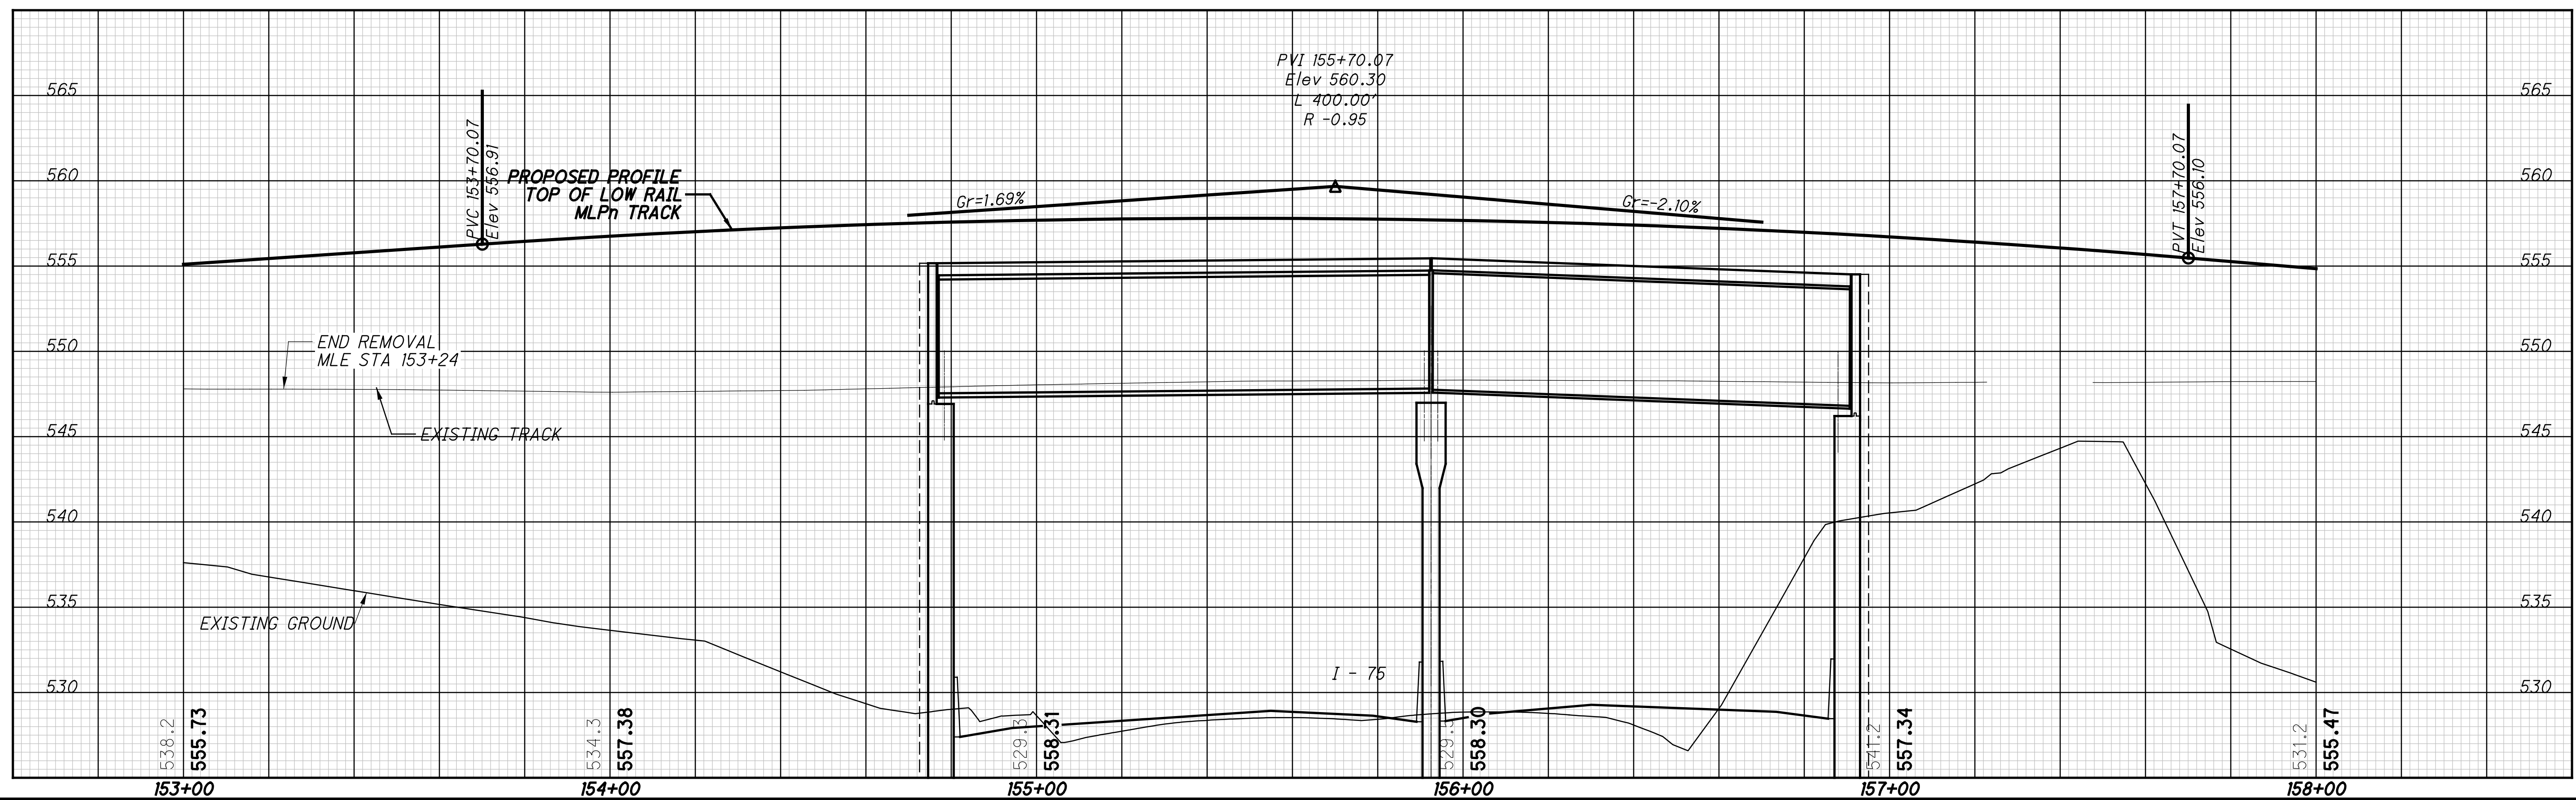 PVI 155+70.07
Elev 560.30
L 400.00'
R -0.95
565
565
PVC 153+70.07
Elev 556.91
PVT 157+70.07
Elev 556.10
560
560
PROPOSED PROFILE
TOP OF LOW RAIL
MLPn TRACK
Gr=1.69%
Gr=-2.10%
555
555
550
550
END REMOVAL
MLE STA 153+24
545
545
EXISTING TRACK
540
540
535
535
EXISTING GROUND
530
530
I - 75
538.2
555.73
534.3
557.38
529.3
558.31
529.3
558.30
541.2
557.34
531.2
555.47
153+00
154+00
155+00
156+00
157+00
158+00